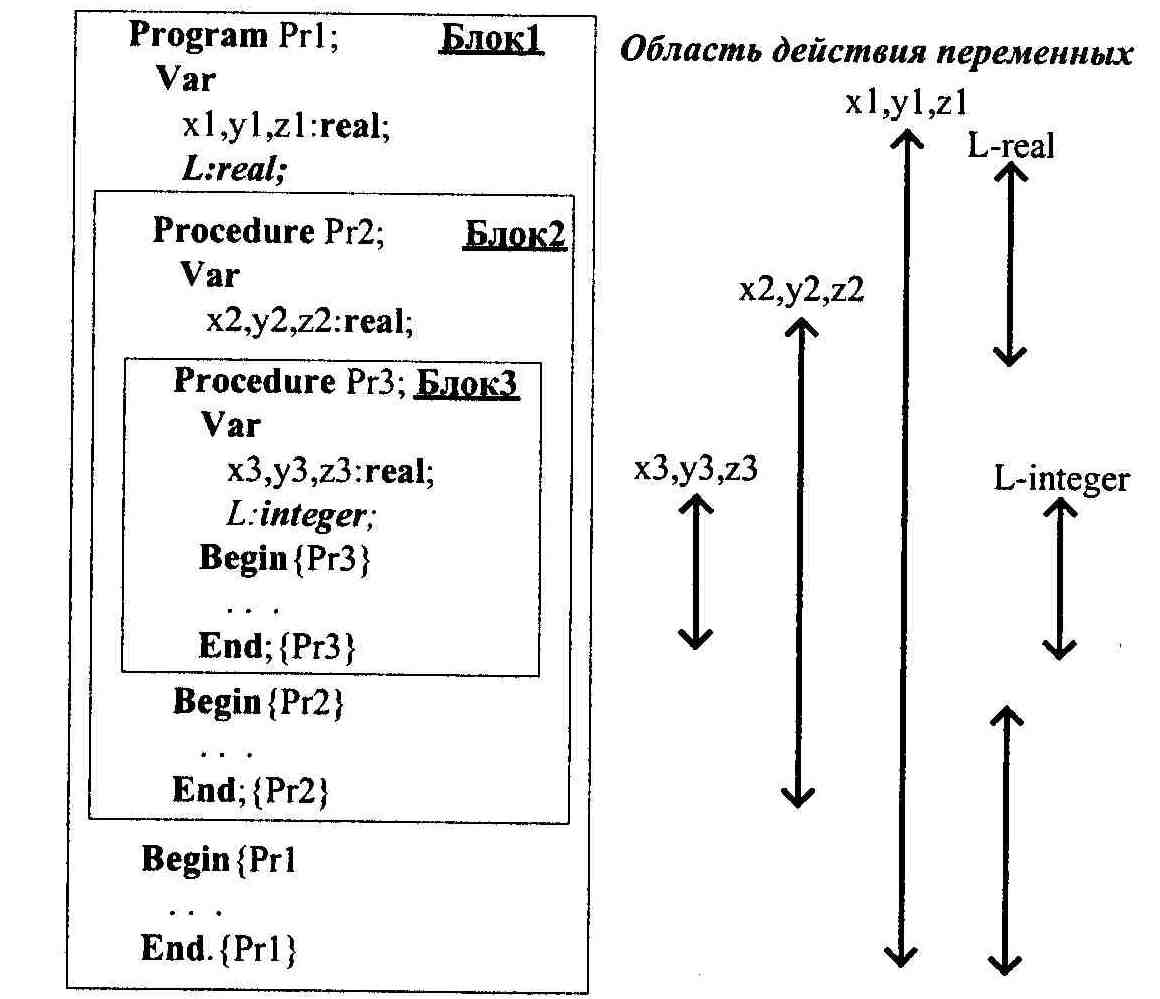 Program Pr1; Блок1
Var
x1,y1,z1:real;
L:real;
Procedure Pr2; Блок2
Var
x2,y2,z2:real;
Procedure Pr3; Блок3
Var
x3,y3,z3:real;
L:integer;
Begin{Pr3}
. . .
End;{Pr3}
Begin{Pr2}
. . .
End;{Pr2}
Begin{Pr1
. . .
End.{Pr1}
Область действия переменных
x1,y1,z1
L-real
x2,y2,z2
x3,y3,z3
L-integer